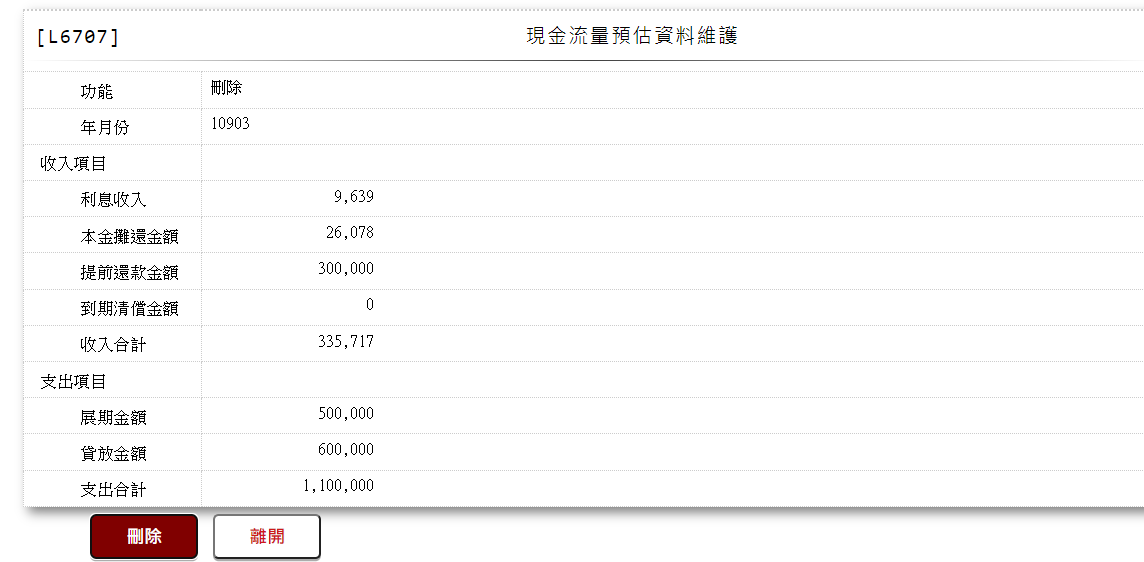 [L6707] 現金流量預估資料維護
功能 刪除
年月份 10903
收入項目
利息收入 9,639
本金攤還金額 26,078
提前還款金額 300,000
到期清償金額 0
收入合計 335,717
支出項目
展期金額 500,000
貸放金額 600,000
支出合計 1,100,000
刪除 離開